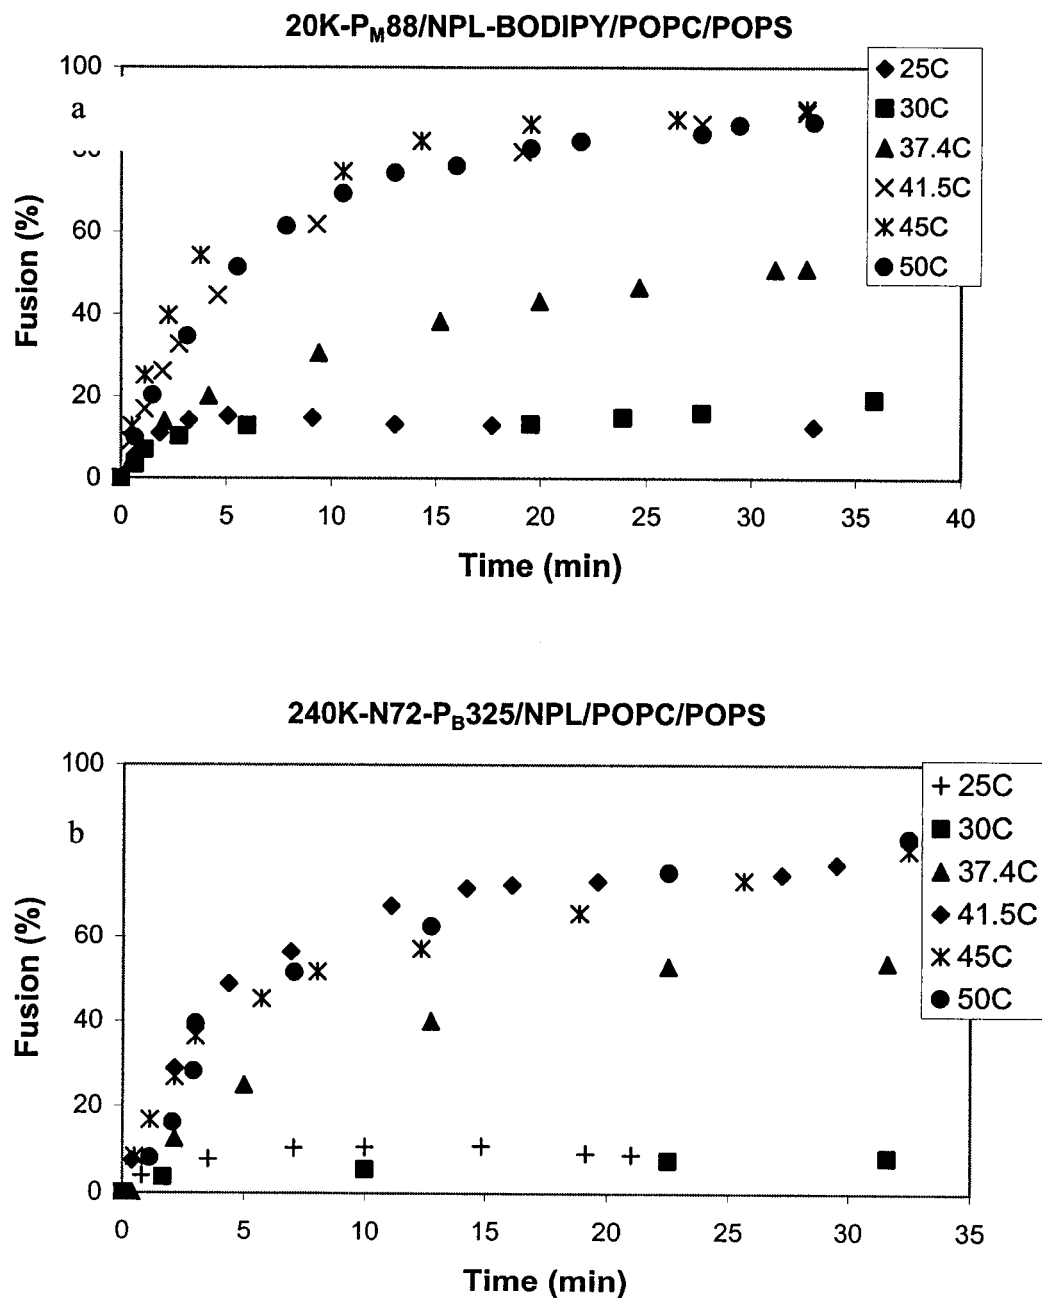 20K-PM88/NPL-BODIPY/POPC/POPS
100
a
60
40
20
0
Fusion (%)
0 5 10 15 20 25 30 35 40
Time (min)
25C
30C
37.4C
41.5C
45C
50C
240K-N72-PB325/NPL/POPC/POPS
100
b
60
40
20
0
Fusion (%)
0 5 10 15 20 25 30 35
Time (min)
25C
30C
37.4C
41.5C
45C
50C